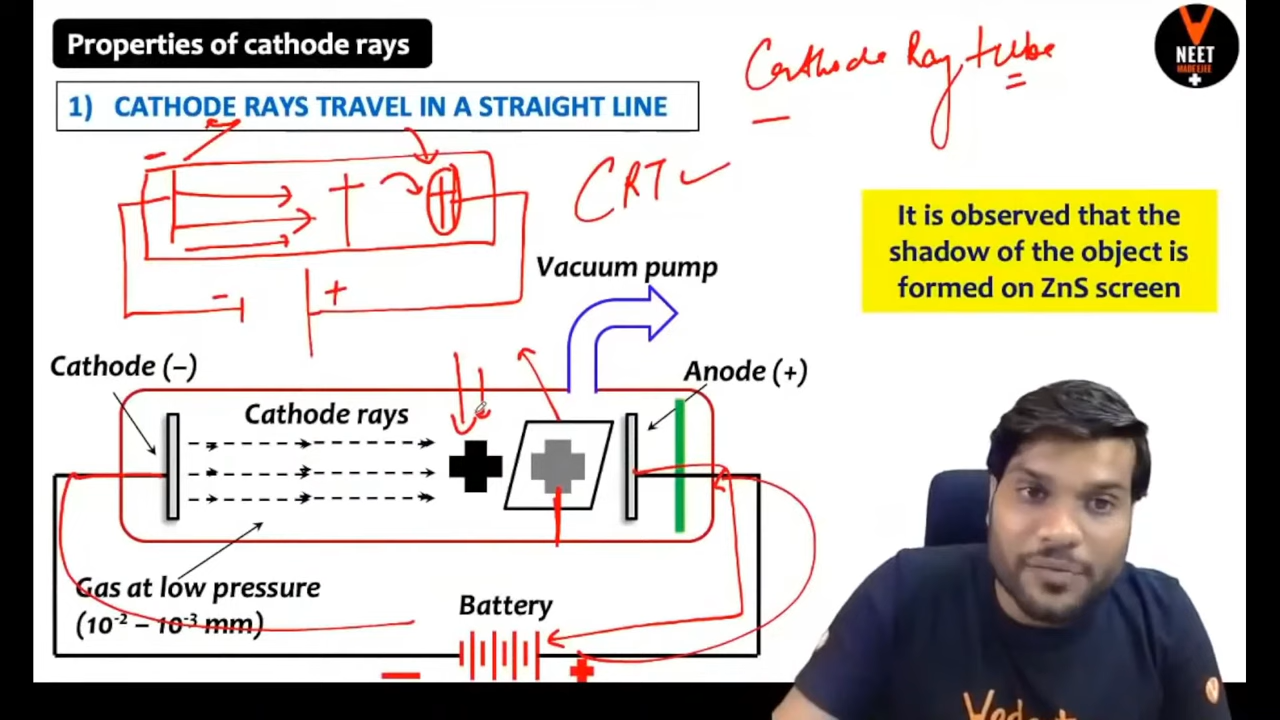 Properties of cathode rays
Cathode Ray tube
NEET
MADE EJEE
1) CATHODE RAYS TRAVEL IN A STRAIGHT LINE
CRT
It is observed that the
shadow of the object is
formed on ZnS screen
Vacuum pump
Cathode (–)
Anode (+)
Cathode rays
Gas at low pressure
(10⁻² – 10⁻³ mm)
Battery
– +